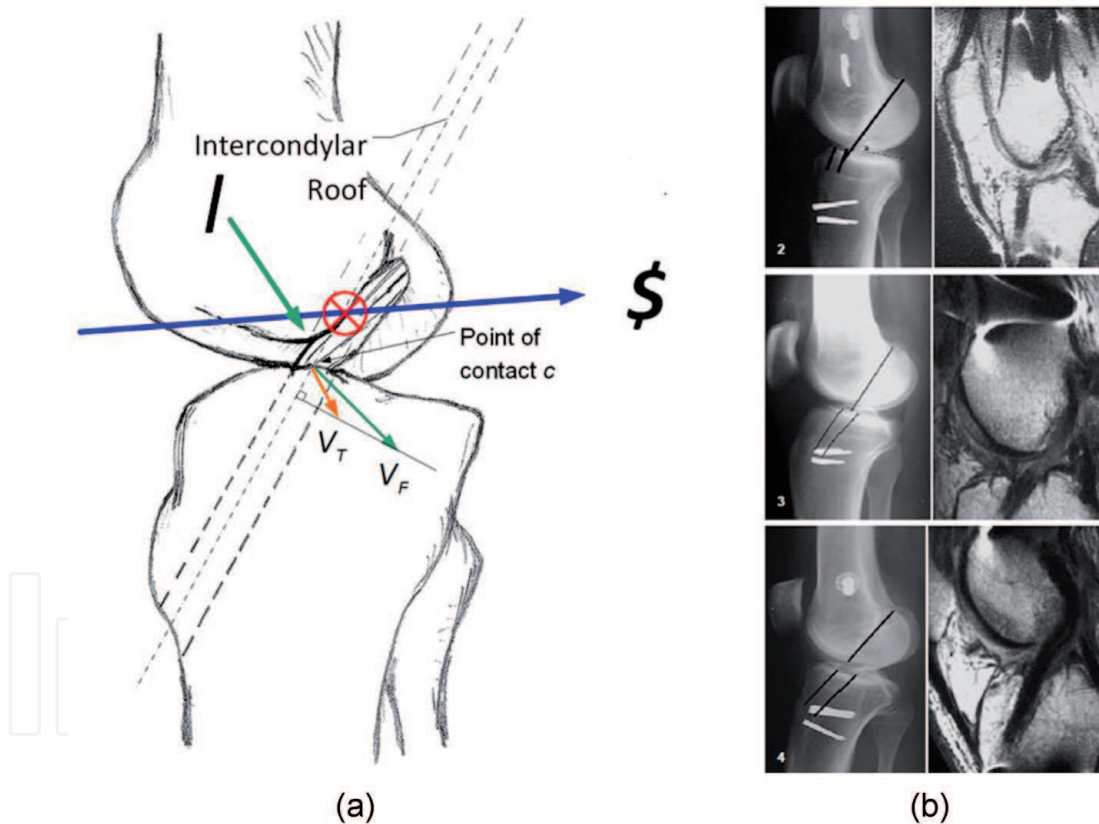 Intercondylar
Roof
I
$
Point of
contact c
V_T
V_F
2
3
4
(a)
(b)